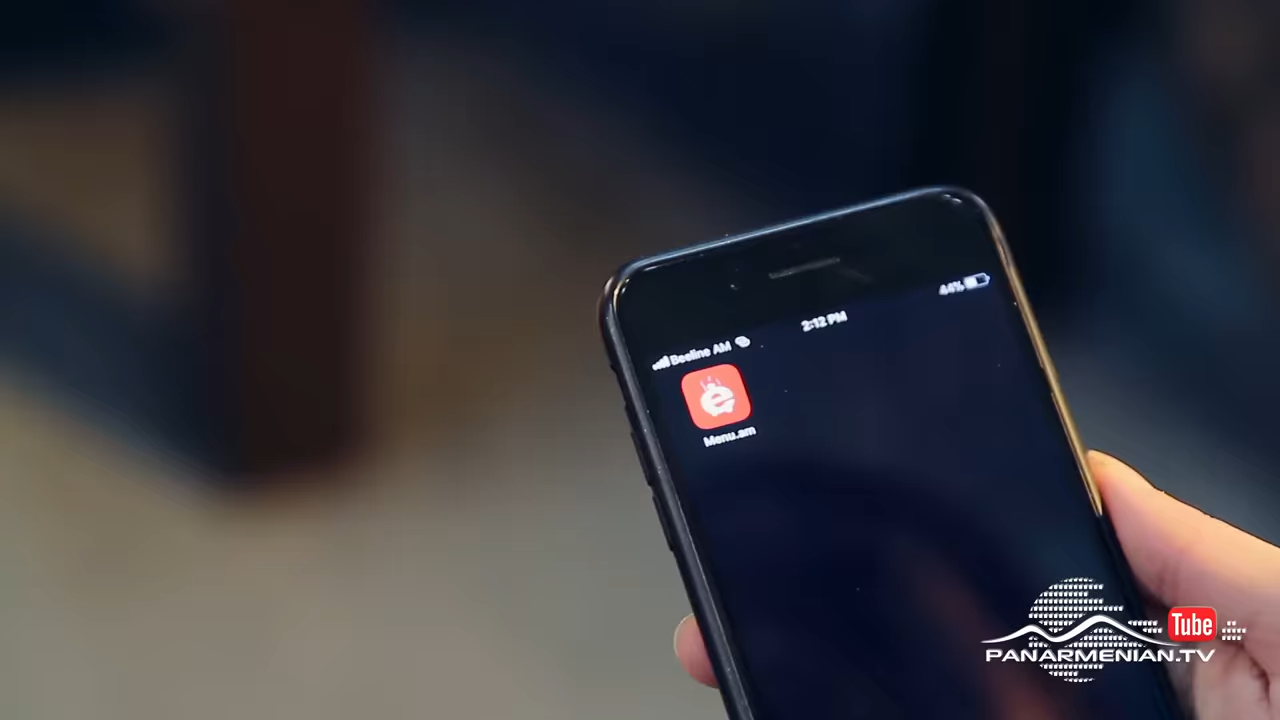 44%
2:12 PM
Beeline AM
Menu.am
Tube
PANARMENIAN.TV